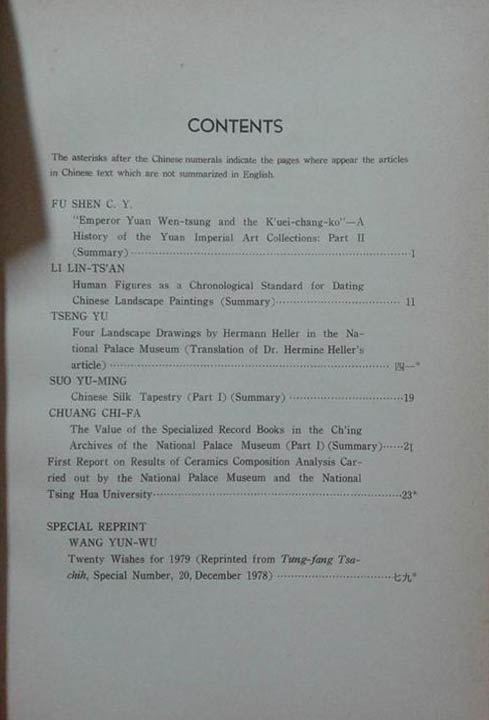 CONTENTS
The asterisks after the Chinese numerals indicate the pages where appear the articles
in Chinese text which are not summarized in English.
FU SHEN C. Y.
"Emperor Yuan Wen-tsung and the K'uei-chang-ko"—A
History of the Yuan Imperial Art Collections: Part II
(Summary)············1
LI LIN-TS'AN
Human Figures as a Chronological Standard for Dating
Chinese Landscape Paintings (Summary)············ 11
TSENG YU
Four Landscape Drawings by Hermann Heller in the Na-
tional Palace Museum (Translation of Dr. Hermine Heller's
article)············ 四一*
SUO YU-MING
Chinese Silk Tapestry (Part I) (Summary) ············19
CHUANG CHI-FA
The Value of the Specialized Record Books in the Ch'ing
Archives of the National Palace Museum (Part I) (Summary)······21
First Report on Results of Ceramics Composition Analysis Car-
ried out by the National Palace Museum and the National
Tsing Hua University············23*
SPECIAL REPRINT
WANG YUN-WU
Twenty Wishes for 1979 (Reprinted from Tung-fang Tsa-
chih, Special Number, 20, December 1978) ············七九*